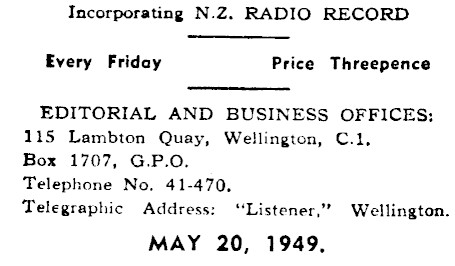 Incorporating N.Z. RADIO RECORD
Every Friday Price Threepence
EDITORIAL AND BUSINESS OFFICES:
115 Lambton Quay, Wellington, C.1.
Box 1707, G.P.O.
Telephone No. 41-470.
Telegraphic Address: "Listener," Wellington.
MAY 20, 1949.